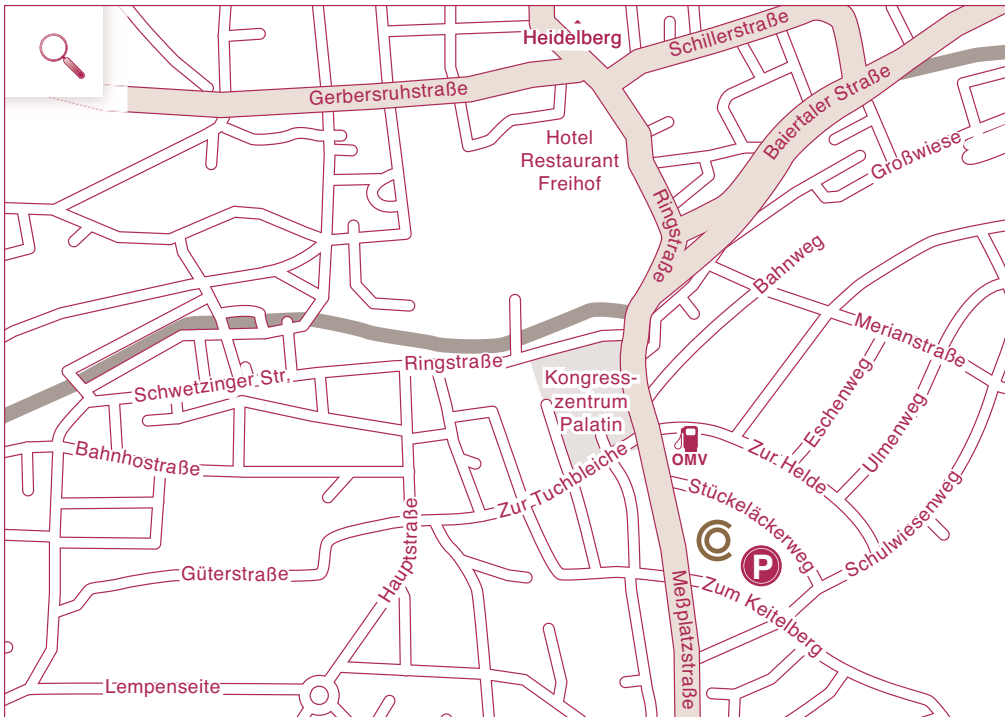 Heidelberg
Schillerstraße
Gerbersruhstraße
Baiertaler Straße
Hotel
Restaurant
Freihof
Großwiese
Ringstraße
Bahnweg
Merianstraße
Ringstraße
Schwetzinger Str,
Kongress-
zentrum
Palatin
Eschenweg
Ulmenweg
Bahnhostraße
OMV
Zur Helde
Zur Tuchbleiche
Stückeläckerweg
Schulwiesenweg
Hauptstraße
P
Güterstraße
Zum Keitelberg
Meßplatzstraße
Lempenseite